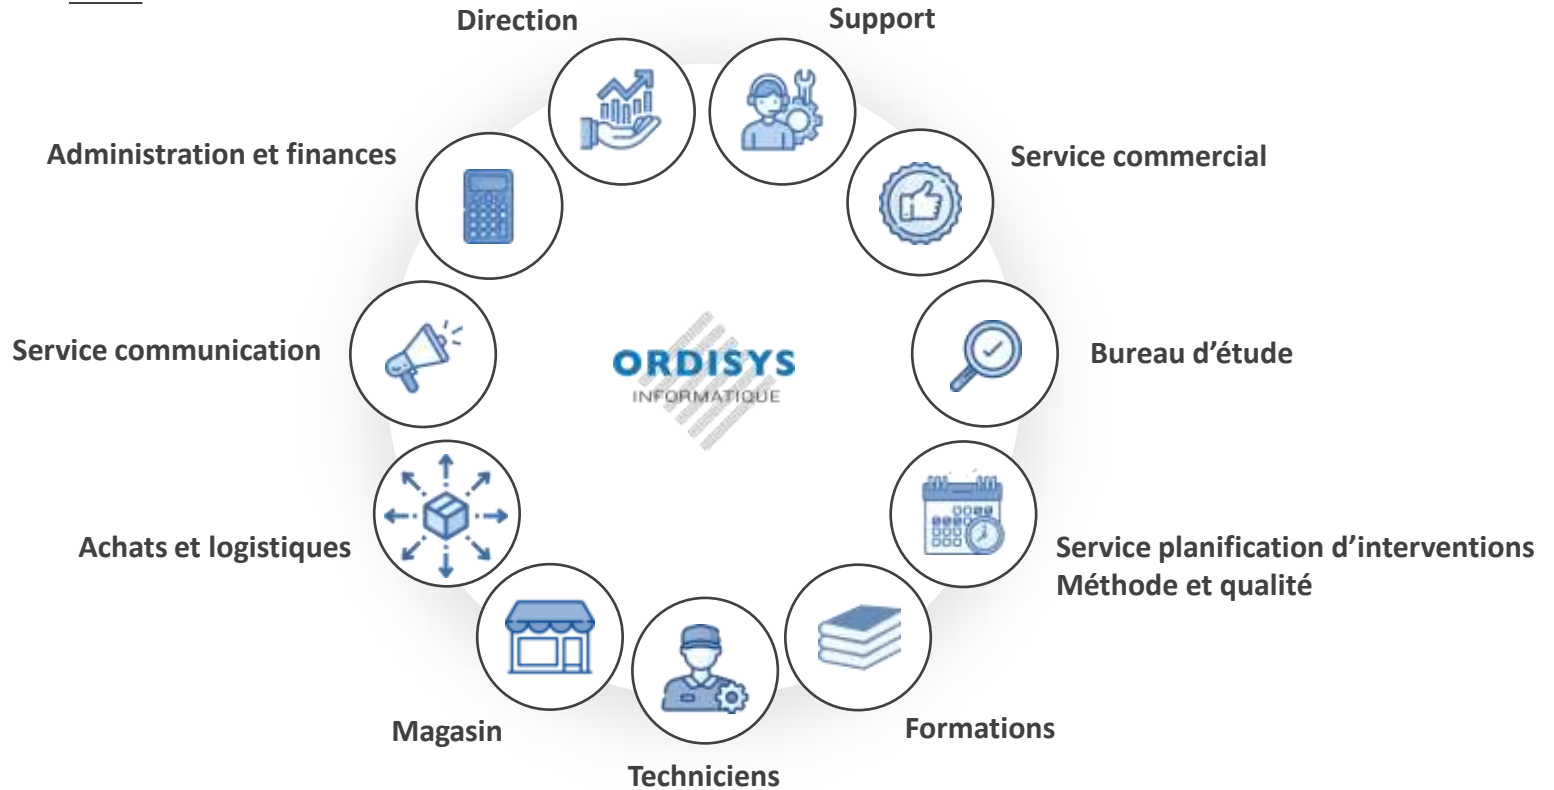 Direction
Support
Administration et finances
Service commercial
Service communication
ORDISYS
INFORMATIQUE
Bureau d’étude
Achats et logistiques
Service planification d’interventions
Méthode et qualité
Magasin
Formations
Techniciens